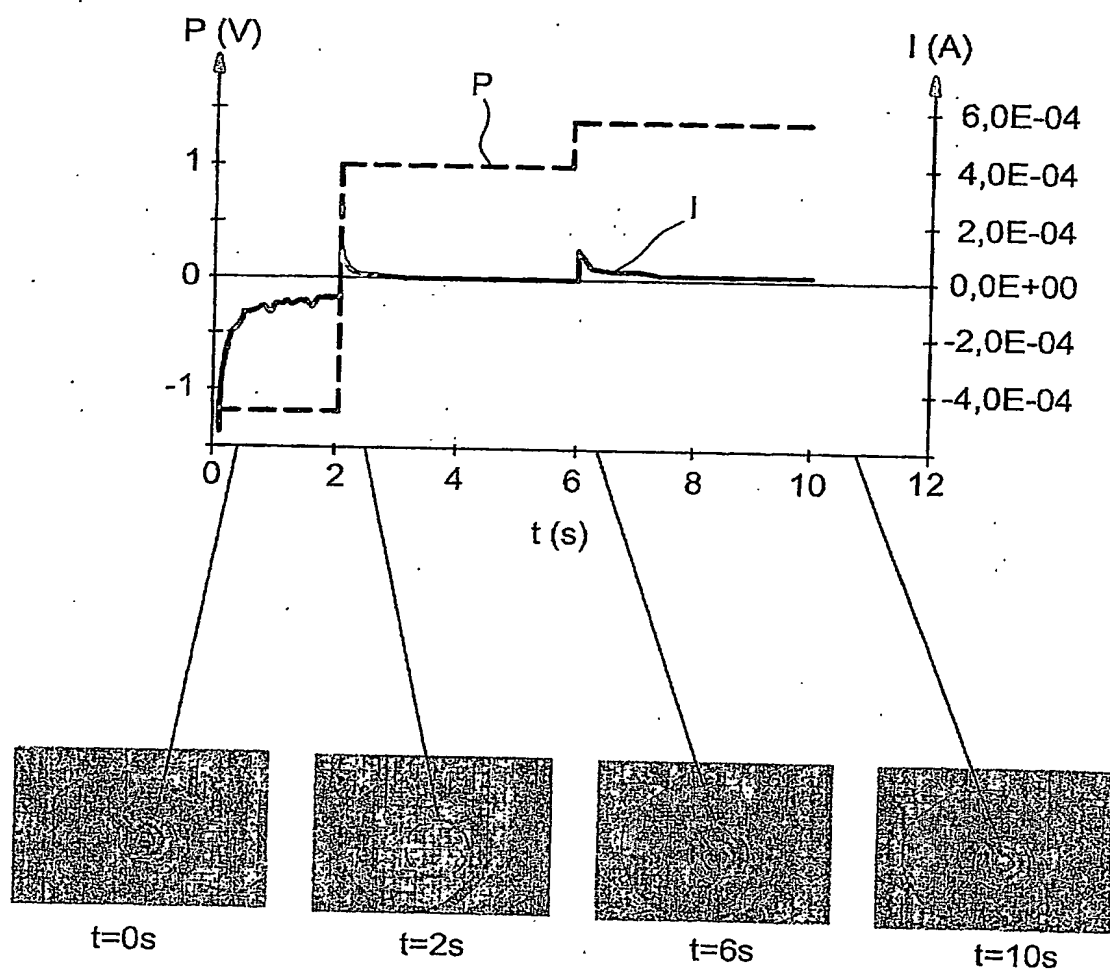 P (V)
I (A)
P
6,0E-04
1
4,0E-04
I
2,0E-04
0
0,0E+00
-2,0E-04
-1
-4,0E-04
0 2 4 6 8 10 12
t (s)
t=0s t=2s t=6s t=10s